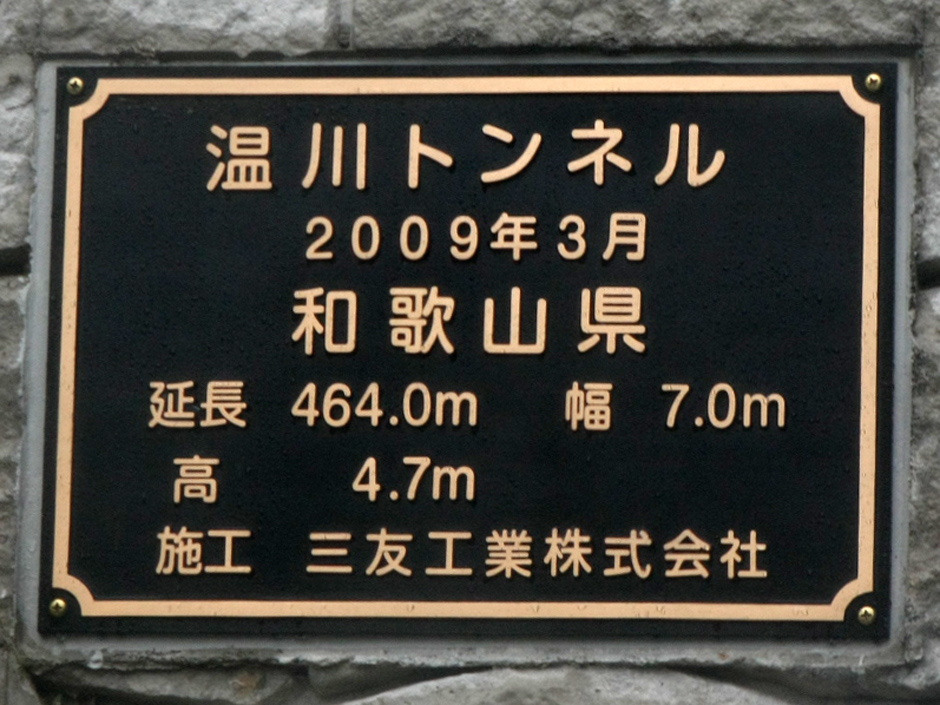 温川トンネル
2009年3月
和歌山県
延長 464.0m 幅 7.0m
高 4.7m
施工 三友工業株式会社